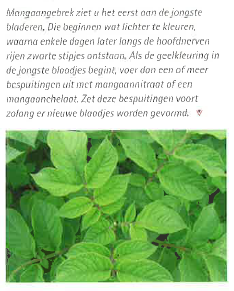 Mangaangebrek ziet u het eerst aan de jongste
bladeren. Die beginnen wat lichter te kleuren,
waarna enkele dagen later langs de hoofdnerven
rijen zwarte stipjes ontstaan. Als de geelkleuring in
de jongste blaadjes begint, voer dan een of meer
bespuitingen uit met mangaannitraat of een
mangaanchelaat. Zet deze bespuitingen voort
zolang er nieuwe blaadjes worden gevormd.